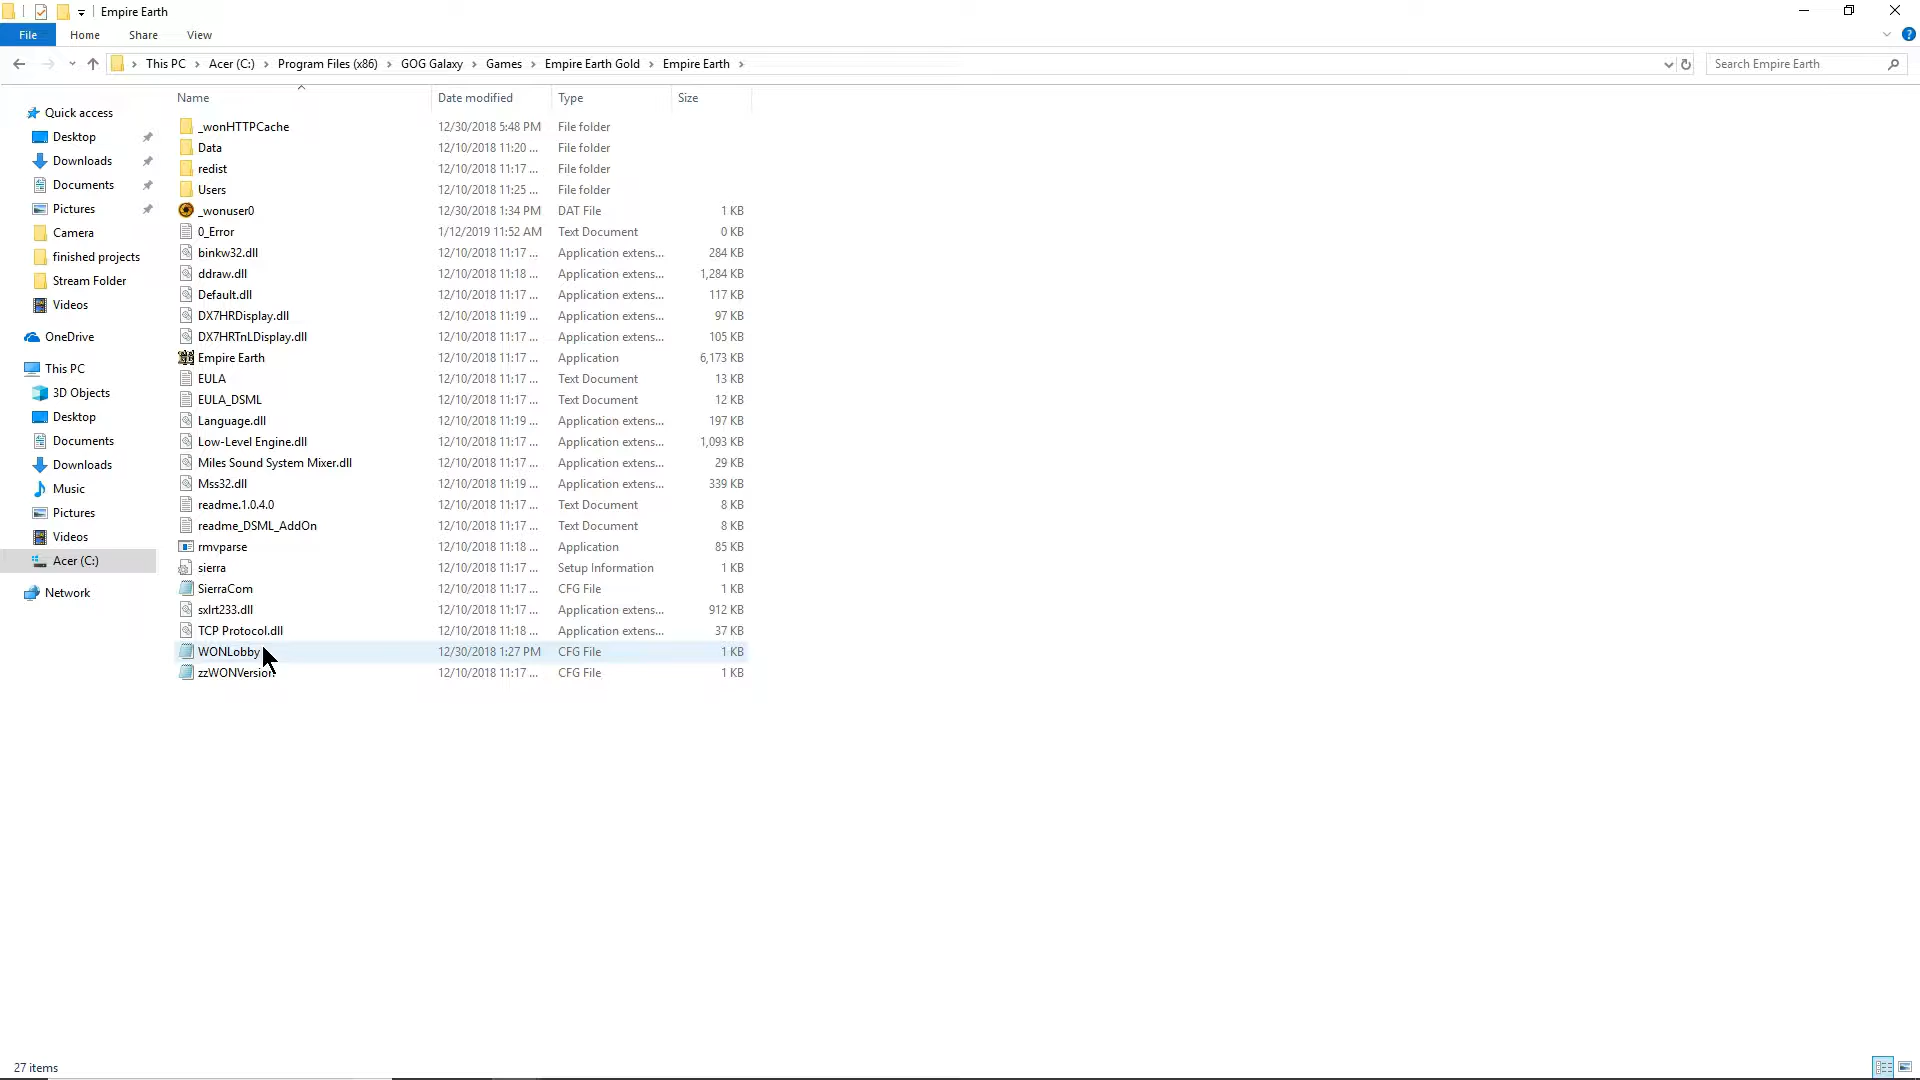 Empire Earth
File Home Share View
This PC Acer (C:) Program Files (x86) GOG Galaxy Games Empire Earth Gold Empire Earth
Search Empire Earth
Name Date modified Type Size
Quick access
Desktop
Downloads
Documents
Pictures
Camera
finished projects
Stream Folder
Videos
OneDrive
This PC
3D Objects
Desktop
Documents
Downloads
Music
Pictures
Videos
Acer (C:)
Network
_wonHTTPCache 12/30/2018 5:48 PM File folder
Data 12/10/2018 11:20 ... File folder
redist 12/10/2018 11:17 ... File folder
Users 12/10/2018 11:25 ... File folder
_wonuser0 12/30/2018 1:34 PM DAT File 1 KB
0_Error 1/12/2019 11:52 AM Text Document 0 KB
binkw32.dll 12/10/2018 11:17 ... Application extens... 284 KB
ddraw.dll 12/10/2018 11:18 ... Application extens... 1,284 KB
Default.dll 12/10/2018 11:17 ... Application extens... 117 KB
DX7HRDisplay.dll 12/10/2018 11:19 ... Application extens... 97 KB
DX7HRTnLDisplay.dll 12/10/2018 11:17 ... Application extens... 105 KB
Empire Earth 12/10/2018 11:17 ... Application 6,173 KB
EULA 12/10/2018 11:17 ... Text Document 13 KB
EULA_DSML 12/10/2018 11:17 ... Text Document 12 KB
Language.dll 12/10/2018 11:19 ... Application extens... 197 KB
Low-Level Engine.dll 12/10/2018 11:17 ... Application extens... 1,093 KB
Miles Sound System Mixer.dll 12/10/2018 11:17 ... Application extens... 29 KB
Mss32.dll 12/10/2018 11:19 ... Application extens... 339 KB
readme.1.0.4.0 12/10/2018 11:17 ... Text Document 8 KB
readme_DSML_AddOn 12/10/2018 11:17 ... Text Document 8 KB
rmvparse 12/10/2018 11:18 ... Application 85 KB
sierra 12/10/2018 11:17 ... Setup Information 1 KB
SierraCom 12/10/2018 11:17 ... CFG File 1 KB
sxlrt233.dll 12/10/2018 11:17 ... Application extens... 912 KB
TCP Protocol.dll 12/10/2018 11:18 ... Application extens... 37 KB
WONLobby 12/30/2018 1:27 PM CFG File 1 KB
zzWONVersion 12/10/2018 11:17 ... CFG File 1 KB
27 items